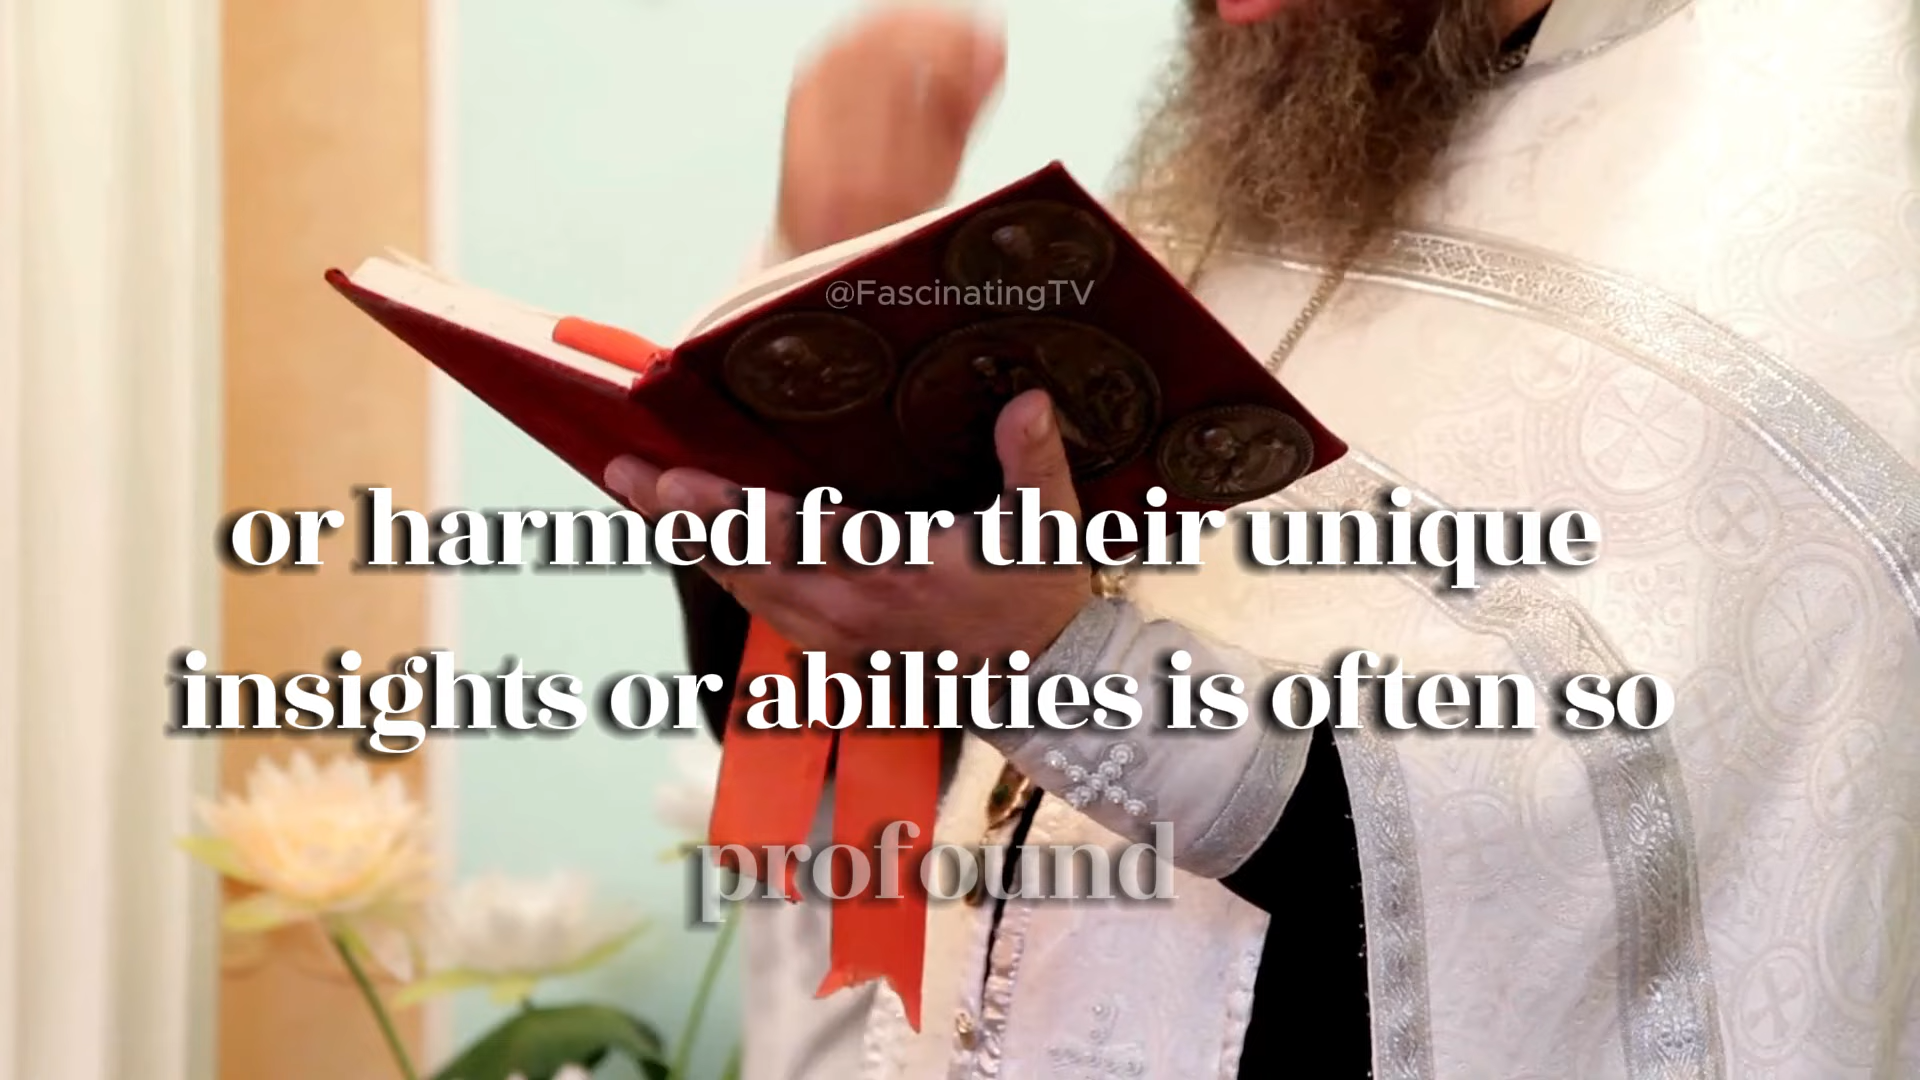 @FascinatingTV
or harmed for their unique
insights or abilities is often so
profound